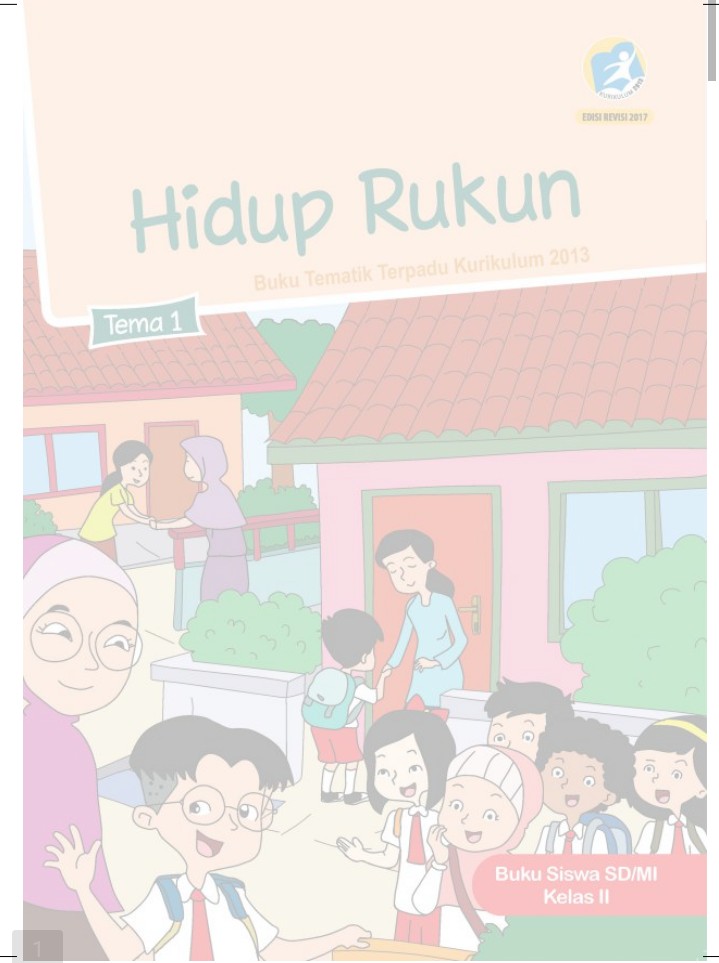 KURIKULUM 2013
EDISI REVISI 2017
Hidup Rukun
Buku Tematik Terpadu Kurikulum 2013
Tema 1
Buku Siswa SD/MI
Kelas II
1